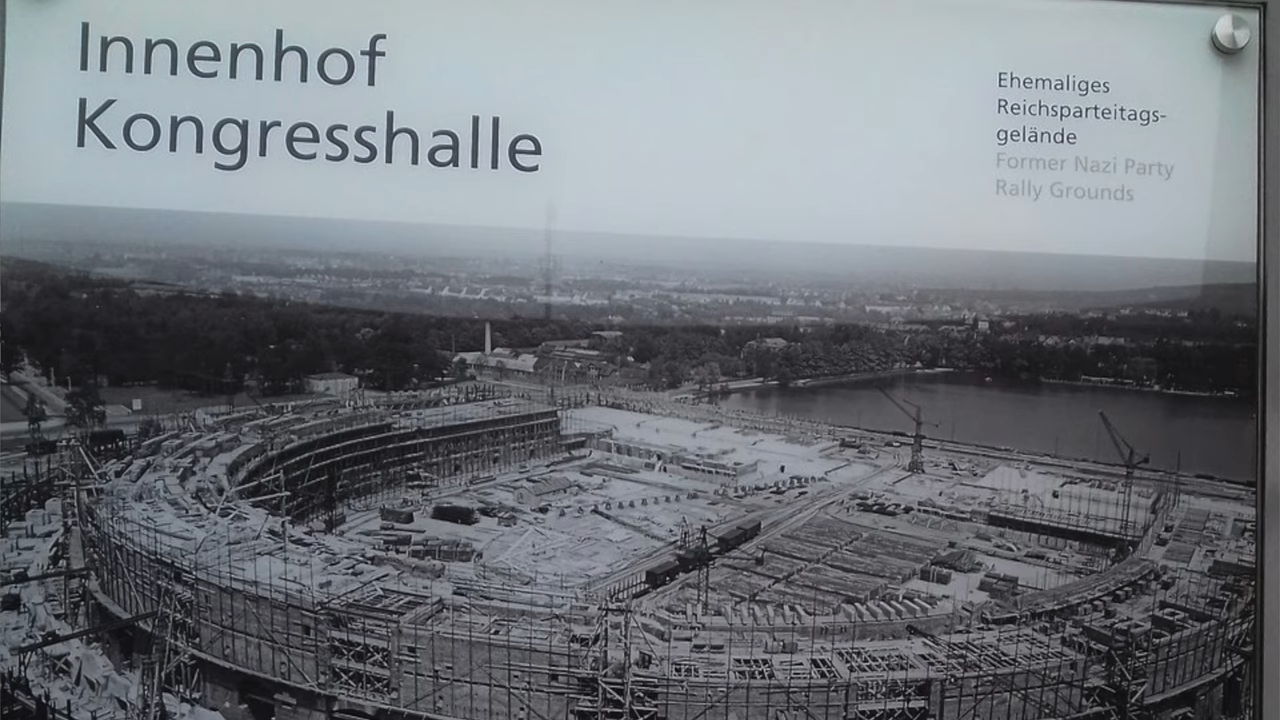 Innenhof
Kongresshalle
Ehemaliges
Reichsparteitags-
gelände
Former Nazi Party
Rally Grounds